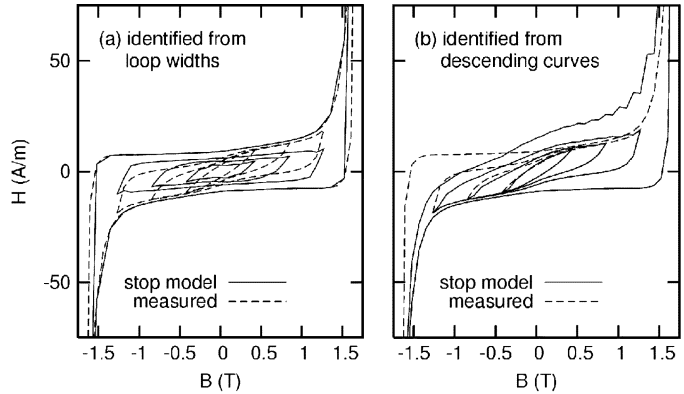 (a) identified from
loop widths
(b) identified from
descending curves
50
0
-50
H (A/m)
stop model
measured
stop model
measured
-1.5 -1 -0.5 0 0.5 1 1.5
-1.5 -1 -0.5 0 0.5 1 1.5
B (T)
B (T)